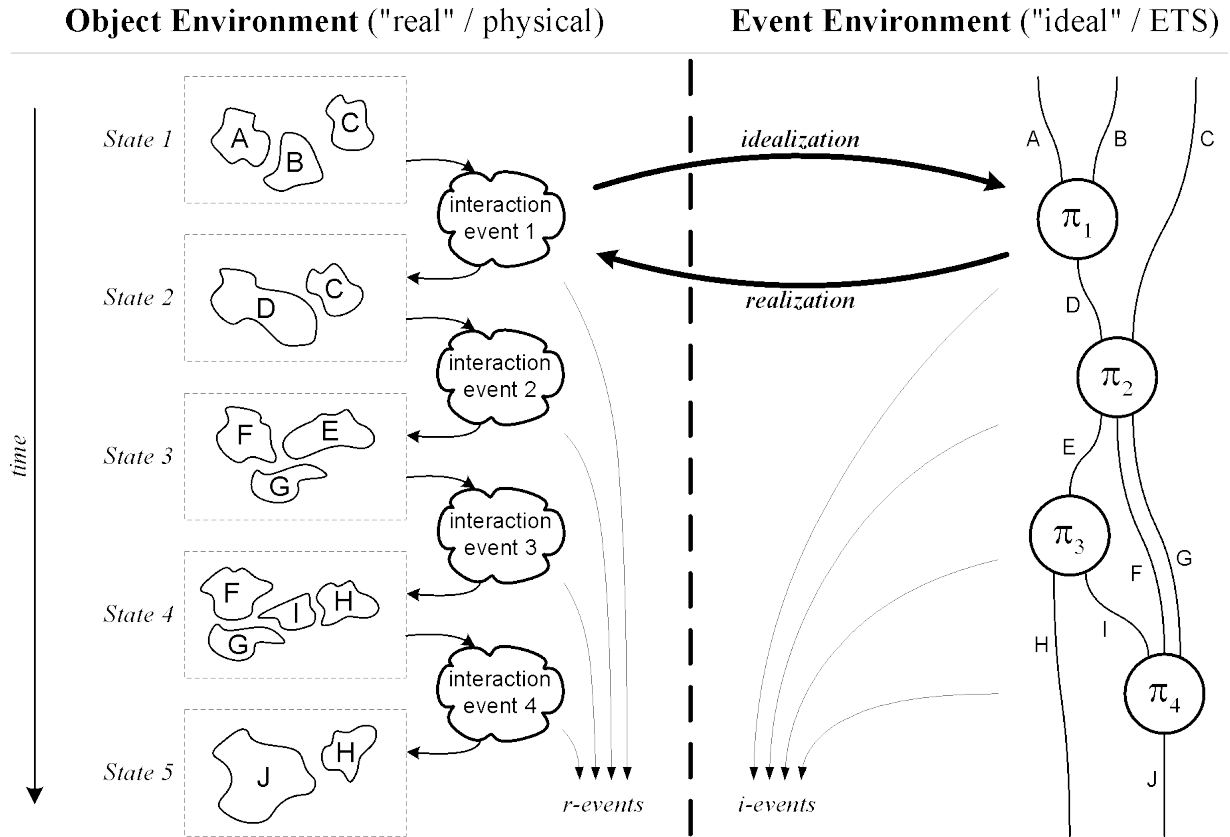 Object Environment ("real" / physical)
Event Environment ("ideal" / ETS)
time
State 1
A
B
C
interaction
event 1
State 2
D
C
interaction
event 2
State 3
F
E
G
interaction
event 3
State 4
F
I
H
G
interaction
event 4
State 5
J
H
r-events
idealization
realization
i-events
A
B
C
π1
D
π2
E
π3
F
G
H
I
π4
J